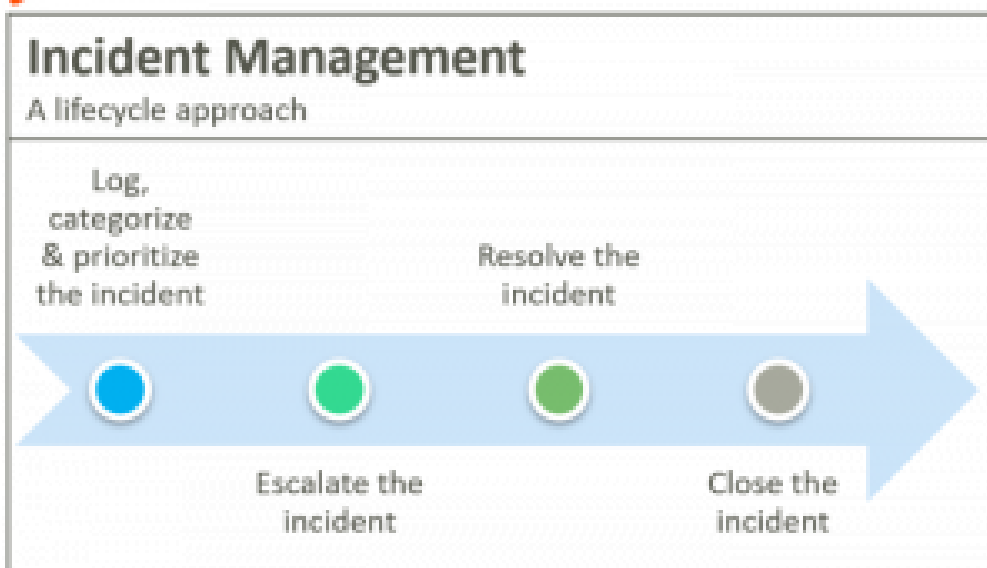 Incident Management
A lifecycle approach
Log,
categorize
& prioritize
the incident
Escalate the
incident
Resolve the
incident
Close the
incident